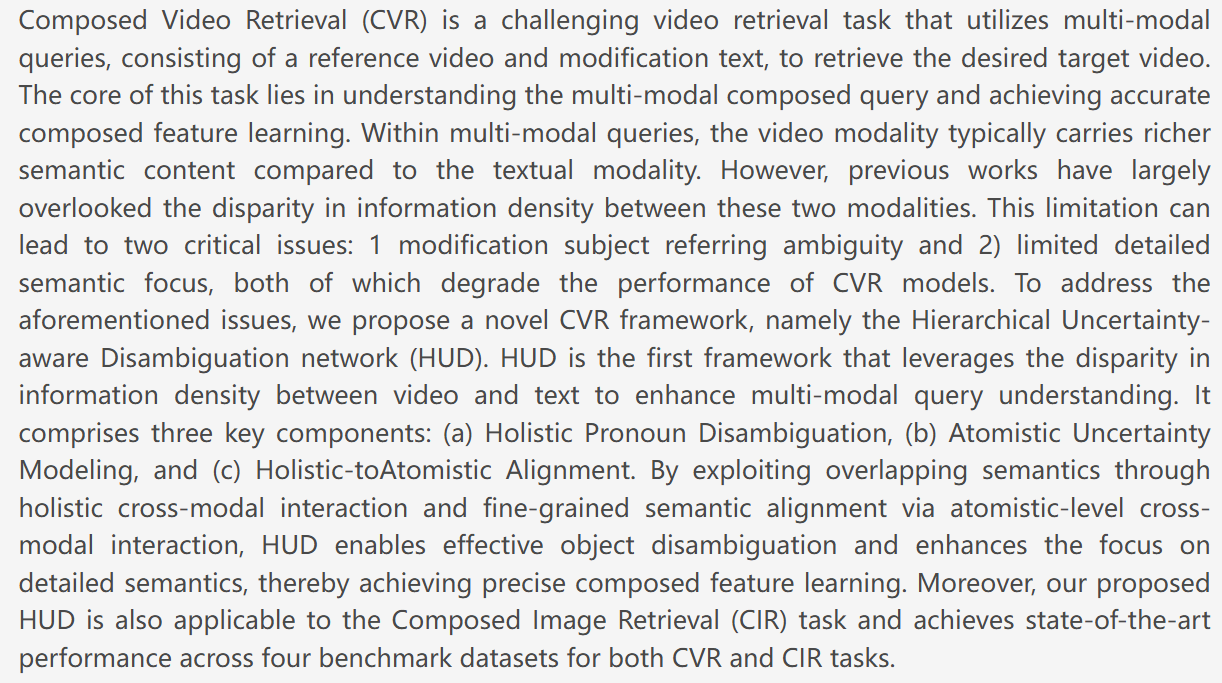 Composed Video Retrieval (CVR) is a challenging video retrieval task that utilizes multi-modal
queries, consisting of a reference video and modification text, to retrieve the desired target video.
The core of this task lies in understanding the multi-modal composed query and achieving accurate
composed feature learning. Within multi-modal queries, the video modality typically carries richer
semantic content compared to the textual modality. However, previous works have largely
overlooked the disparity in information density between these two modalities. This limitation can
lead to two critical issues: 1 modification subject referring ambiguity and 2) limited detailed
semantic focus, both of which degrade the performance of CVR models. To address the
aforementioned issues, we propose a novel CVR framework, namely the Hierarchical Uncertainty-
aware Disambiguation network (HUD). HUD is the first framework that leverages the disparity in
information density between video and text to enhance multi-modal query understanding. It
comprises three key components: (a) Holistic Pronoun Disambiguation, (b) Atomistic Uncertainty
Modeling, and (c) Holistic-toAtomistic Alignment. By exploiting overlapping semantics through
holistic cross-modal interaction and fine-grained semantic alignment via atomistic-level cross-
modal interaction, HUD enables effective object disambiguation and enhances the focus on
detailed semantics, thereby achieving precise composed feature learning. Moreover, our proposed
HUD is also applicable to the Composed Image Retrieval (CIR) task and achieves state-of-the-art
performance across four benchmark datasets for both CVR and CIR tasks.